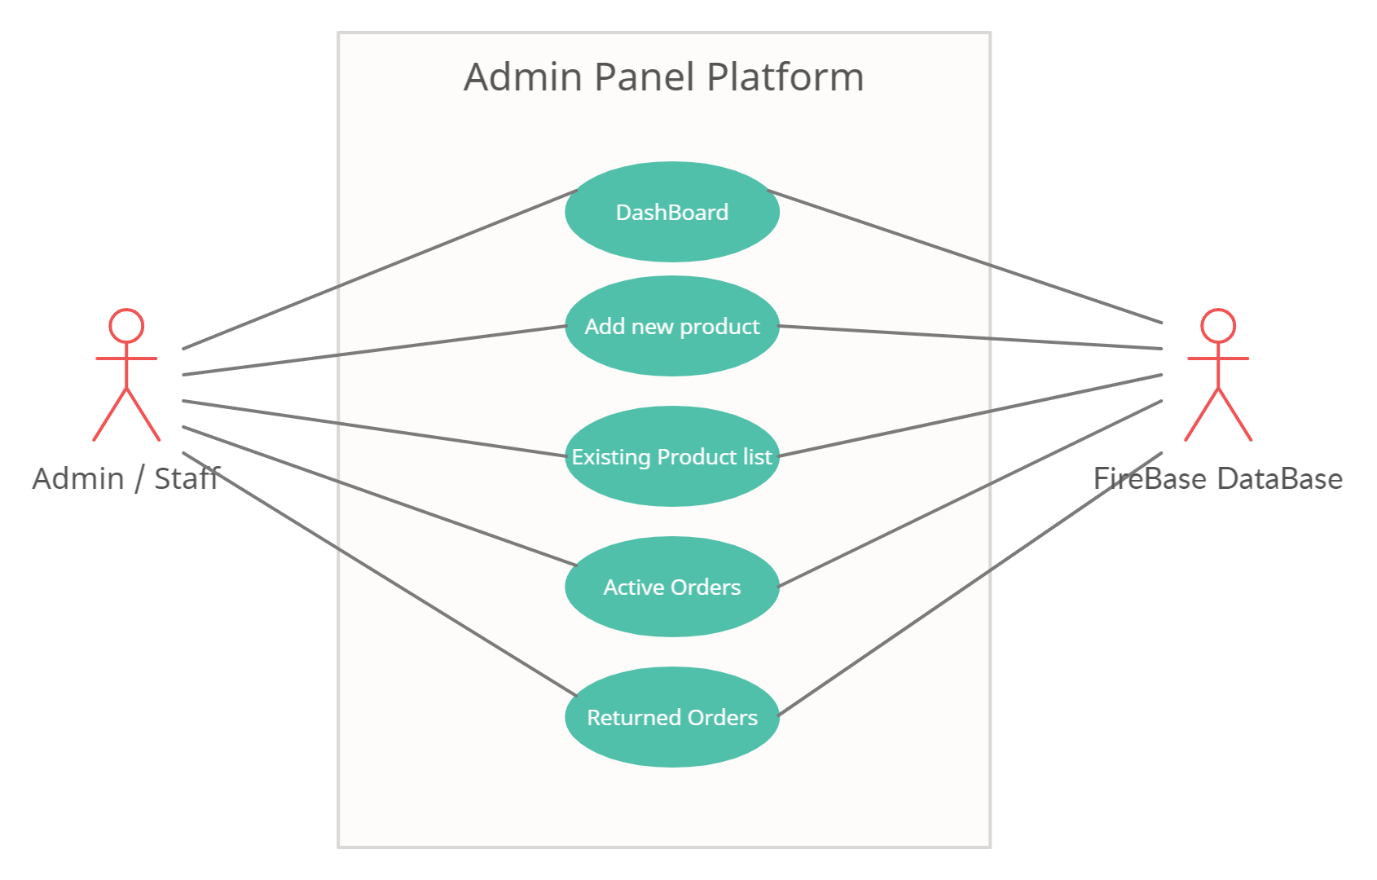 Admin Panel Platform
DashBoard
Add new product
Existing Product list
Active Orders
Returned Orders
Admin / Staff
FireBase DataBase